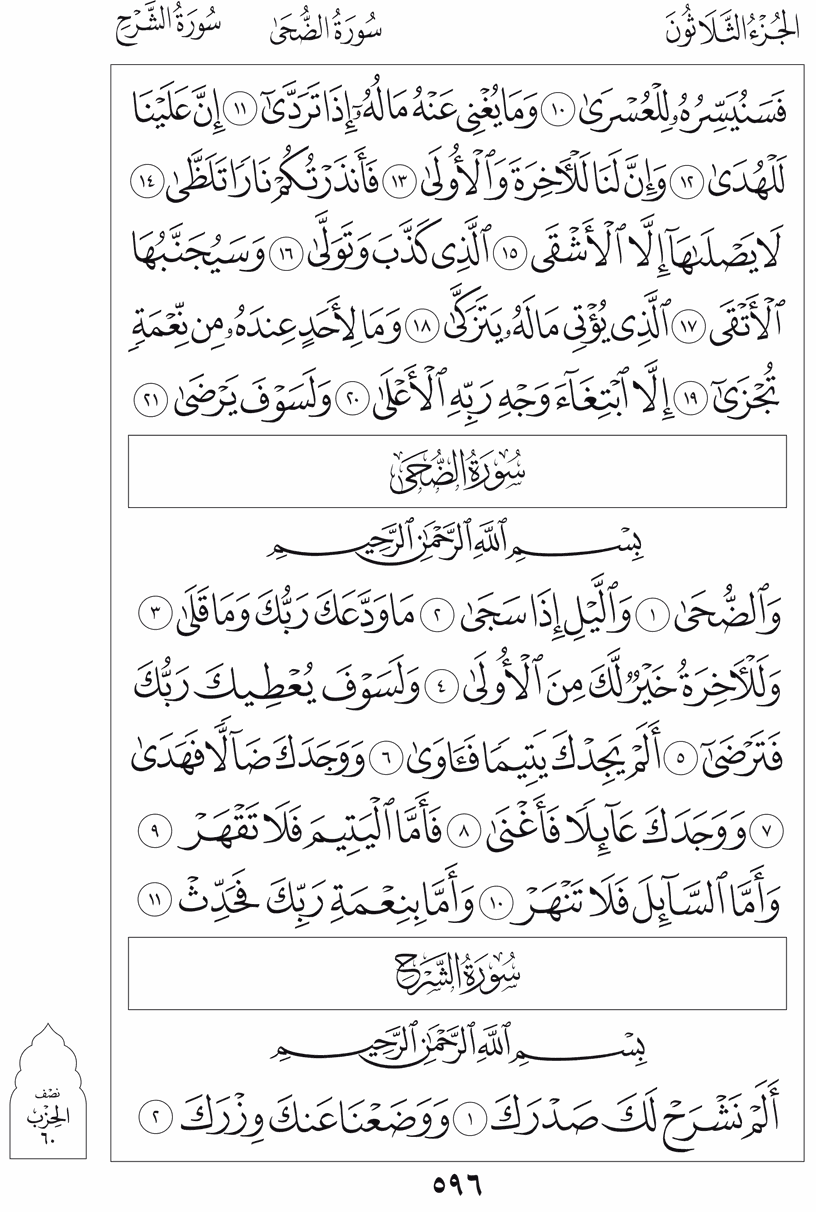 الجُزْءُ الثَّلَاثُونَ سُورَةُ الضُّحَىٰ سُورَةُ الشَّرْحِ
فَسَنُيَسِّرُهُۥ لِلْعُسْرَىٰ ١٠ وَمَا يُغْنِى عَنْهُ مَالُهُۥٓ إِذَا تَرَدَّىٰٓ ١١ إِنَّ عَلَيْنَا
لَلْهُدَىٰ ١٢ وَإِنَّ لَنَا لَلْأَخِرَةَ وَٱلْأُولَىٰ ١٣ فَأَنذَرْتُكُمْ نَارًا تَلَظَّىٰ ١٤
لَا يَصْلَىٰهَآ إِلَّا ٱلْأَشْقَى ١٥ ٱلَّذِى كَذَّبَ وَتَوَلَّىٰ ١٦ وَسَيُجَنَّبُهَا
ٱلْأَتْقَى ١٧ ٱلَّذِى يُؤْتِى مَالَهُۥ يَتَزَكَّىٰ ١٨ وَمَا لِأَحَدٍ عِندَهُۥ مِن نِّعْمَةٍ
تُجْزَىٰٓ ١٩ إِلَّا ٱبْتِغَآءَ وَجْهِ رَبِّهِ ٱلْأَعْلَىٰ ٢٠ وَلَسَوْفَ يَرْضَىٰ ٢١
سُورَةُ الضُّحَىٰ
بِسْمِ ٱللَّهِ ٱلرَّحْمَٰنِ ٱلرَّحِيمِ
وَٱلضُّحَىٰ ١ وَٱلَّيْلِ إِذَا سَجَىٰ ٢ مَا وَدَّعَكَ رَبُّكَ وَمَا قَلَىٰ ٣
وَلَلْأَخِرَةُ خَيْرٌ لَّكَ مِنَ ٱلْأُولَىٰ ٤ وَلَسَوْفَ يُعْطِيكَ رَبُّكَ
فَتَرْضَىٰٓ ٥ أَلَمْ يَجِدْكَ يَتِيمًا فَـَٔاوَىٰ ٦ وَوَجَدَكَ ضَآلًّا فَهَدَىٰ
٧ وَوَجَدَكَ عَآئِلًا فَأَغْنَىٰ ٨ فَأَمَّا ٱلْيَتِيمَ فَلَا تَقْهَرْ ٩
وَأَمَّا ٱلسَّآئِلَ فَلَا تَنْهَرْ ١٠ وَأَمَّا بِنِعْمَةِ رَبِّكَ فَحَدِّثْ ١١
سُورَةُ الشَّرْحِ
بِسْمِ ٱللَّهِ ٱلرَّحْمَٰنِ ٱلرَّحِيمِ
أَلَمْ نَشْرَحْ لَكَ صَدْرَكَ ١ وَوَضَعْنَا عَنكَ وِزْرَكَ ٢
نصف
الحِزْب
٦٠
٥٩٦